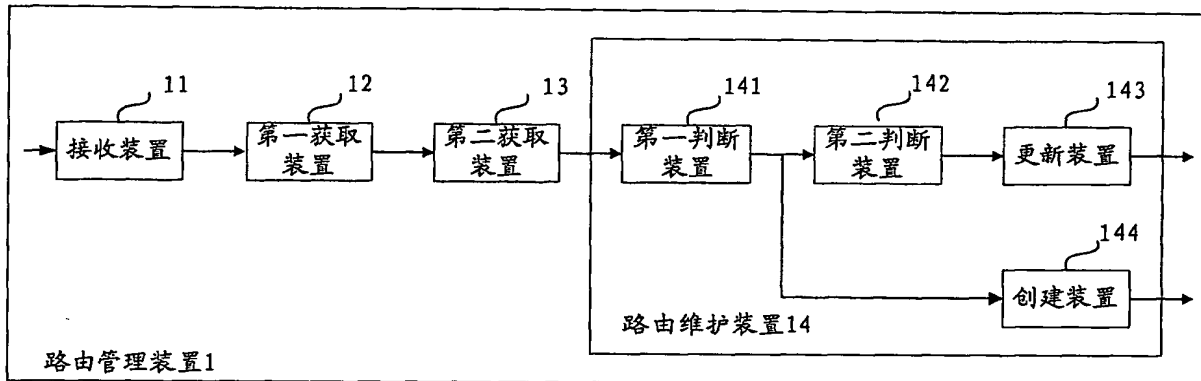 11
12
13
141
142
143
接收装置
第一获取
装置
第二获取
装置
第一判断
装置
第二判断
装置
更新装置
144
创建装置
路由维护装置14
路由管理装置1